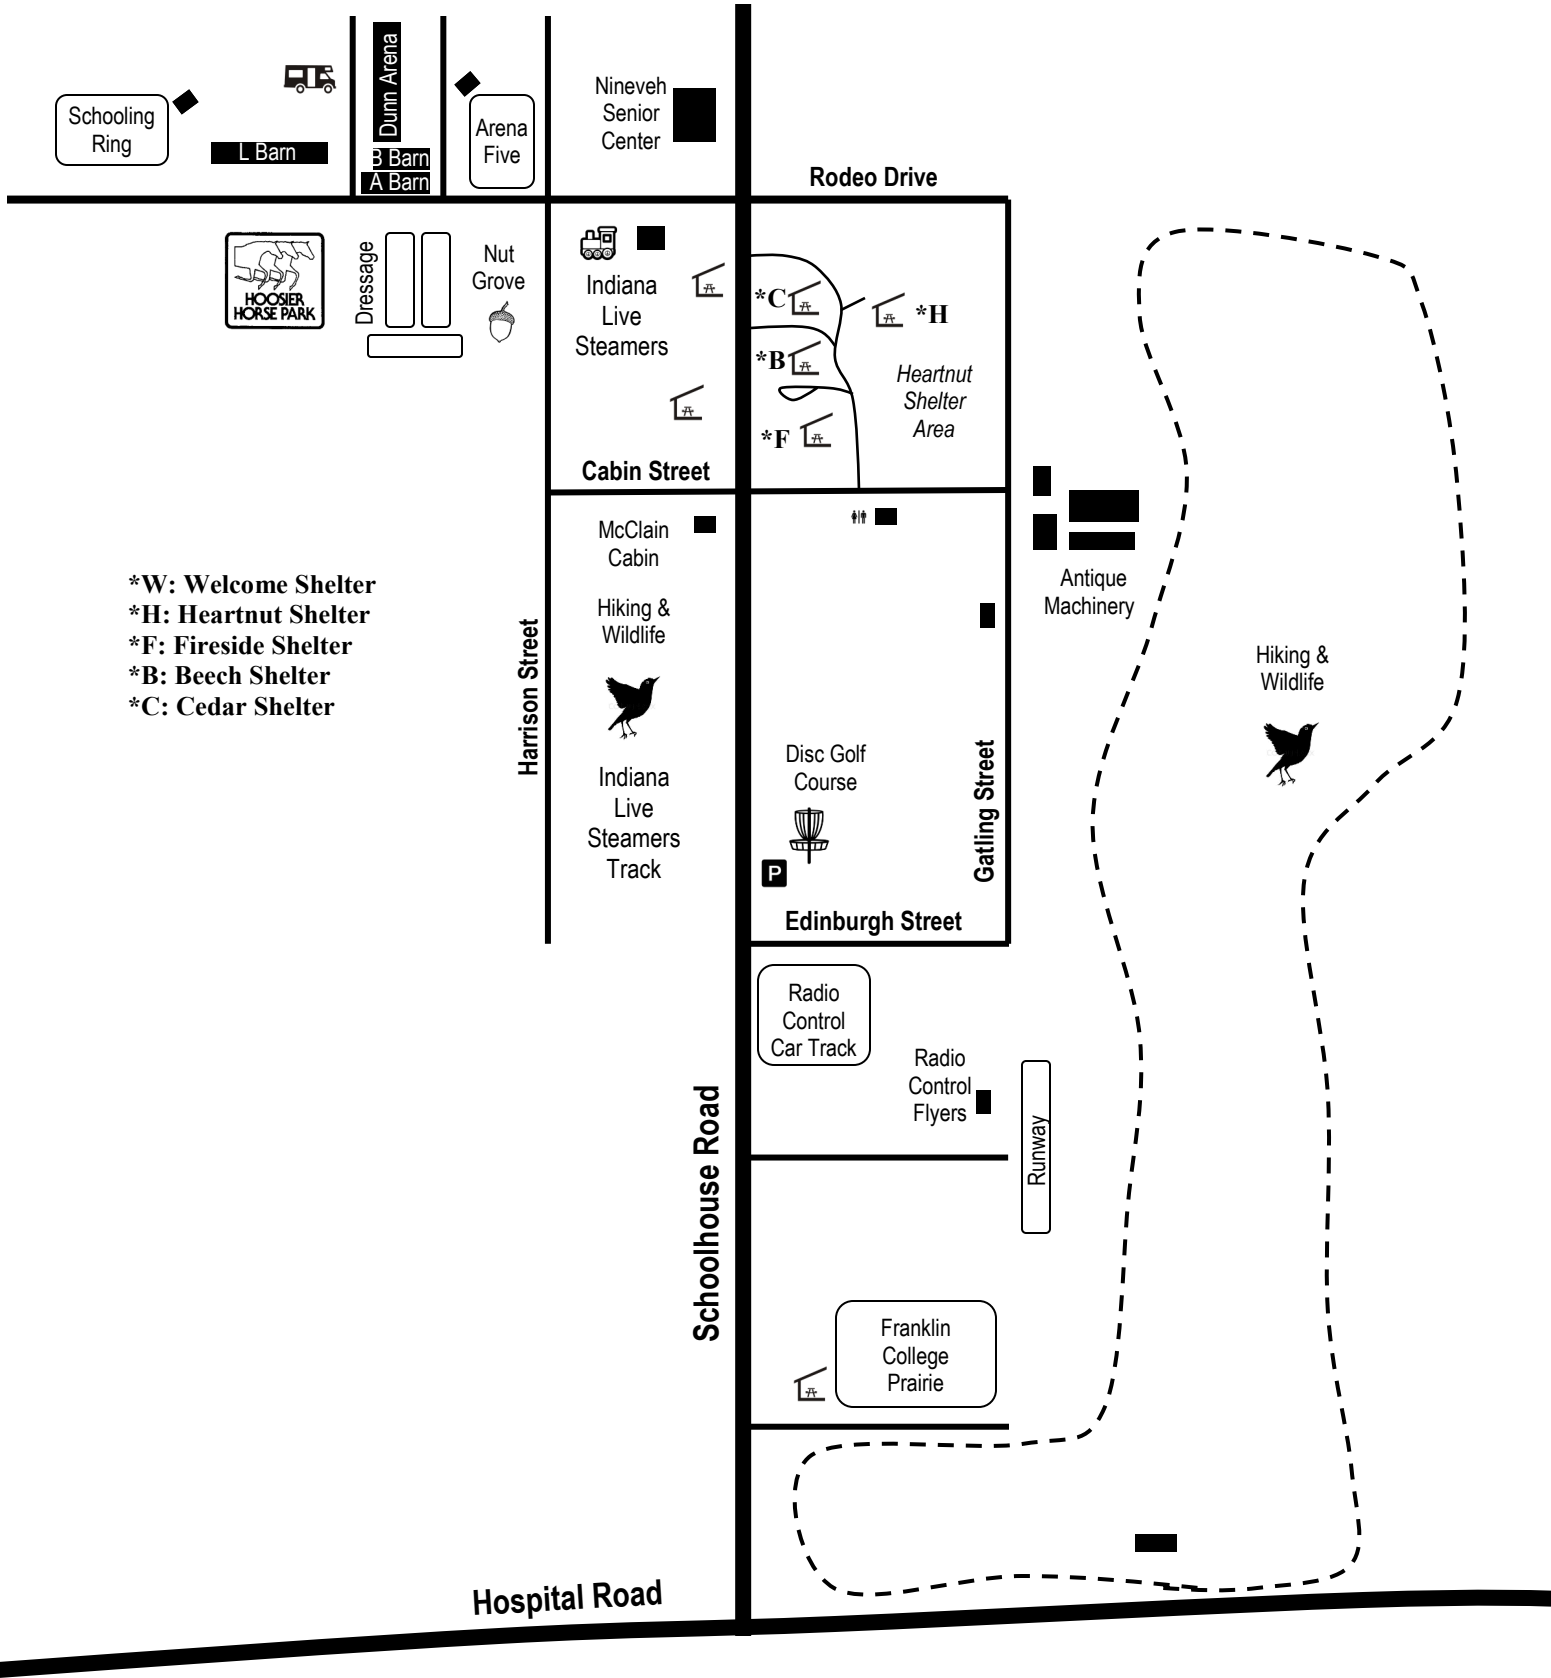 Dunn Arena
Schooling
Ring
L Barn
B Barn
A Barn
Arena
Five
Nineveh
Senior
Center
Rodeo Drive
HOOSIER
HORSE PARK
Dressage
Nut
Grove
Indiana
Live
Steamers
*C
*H
*B
*F
Heartnut
Shelter
Area
Cabin Street
McClain
Cabin
Hiking &
Wildlife
Antique
Machinery
*W: Welcome Shelter
*H: Heartnut Shelter
*F: Fireside Shelter
*B: Beech Shelter
*C: Cedar Shelter
Harrison Street
Hiking &
Wildlife
Indiana
Live
Steamers
Track
Disc Golf
Course
P
Gatling Street
Edinburgh Street
Radio
Control
Car Track
Radio
Control
Flyers
Runway
Schoolhouse Road
Franklin
College
Prairie
Hospital Road